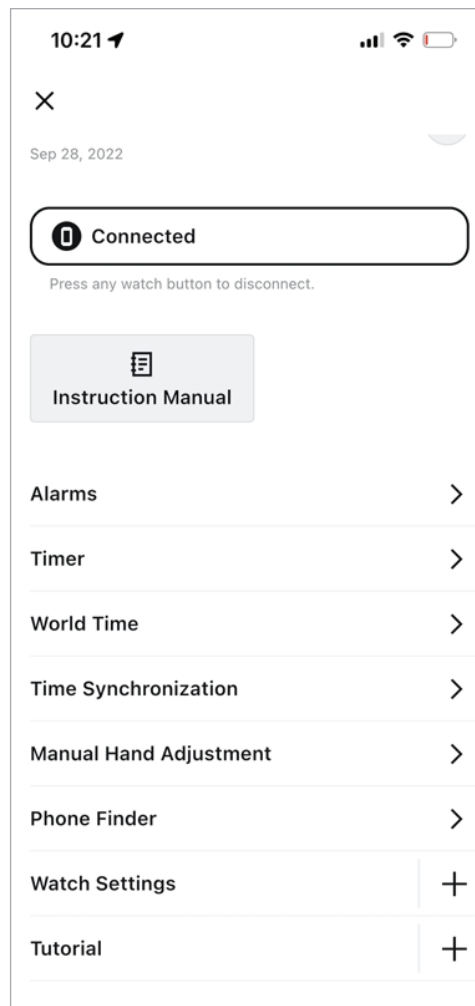 10:21
Sep 28, 2022
Connected
Press any watch button to disconnect.
Instruction Manual
Alarms
Timer
World Time
Time Synchronization
Manual Hand Adjustment
Phone Finder
Watch Settings
Tutorial